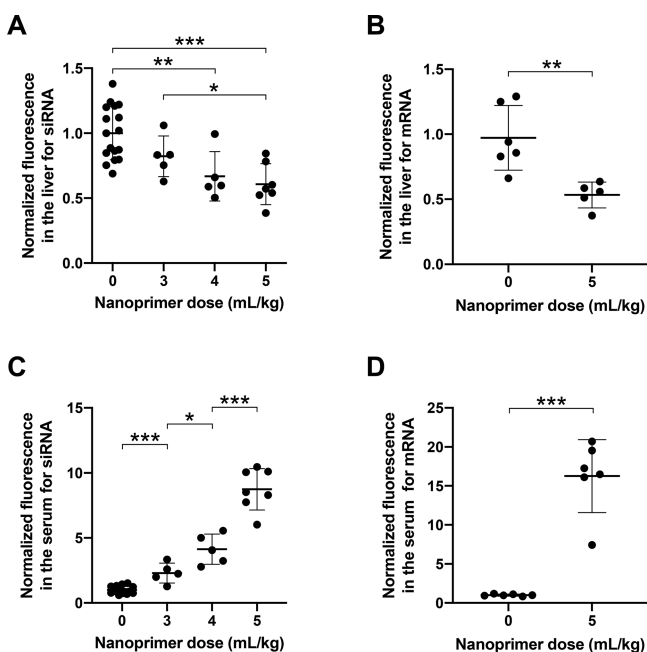 A
***
**
*
Normalized fluorescence
in the liver for siRNA
1.5
1.0
0.5
0.0
0 3 4 5
Nanoprimer dose (mL/kg)
B
**
Normalized fluorescence
in the liver for mRNA
1.5
1.0
0.5
0.0
0 5
Nanoprimer dose (mL/kg)
C
***
*
***
Normalized fluorescence
in the serum for siRNA
15
10
5
0
0 3 4 5
Nanoprimer dose (mL/kg)
D
***
Normalized fluorescence
in the serum for mRNA
25
20
15
10
5
0
0 5
Nanoprimer dose (mL/kg)